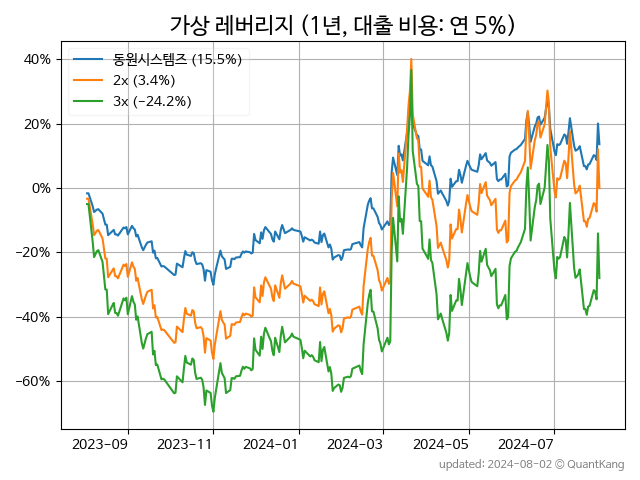 가상 레버리지 (1년, 대출 비용: 연 5%)
동원시스템즈 (15.5%)
2x (3.4%)
3x (−24.2%)
40%
20%
0%
−20%
−40%
−60%
2023-09 2023-11 2024-01 2024-03 2024-05 2024-07
updated: 2024-08-02 © QuantKang